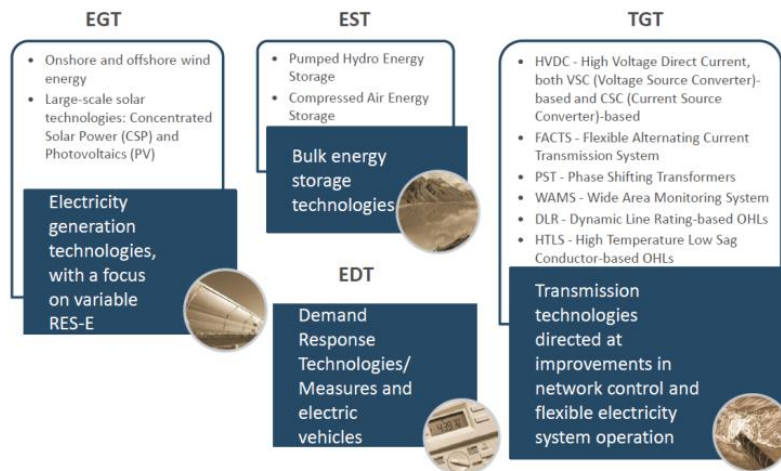 EGT
• Onshore and offshore wind
energy
• Large-scale solar
technologies: Concentrated
Solar Power (CSP) and
Photovoltaics (PV)
Electricity
generation
technologies,
with a focus
on variable
RES-E
EST
• Pumped Hydro Energy
Storage
• Compressed Air Energy
Storage
Bulk energy
storage
technologies
EDT
Demand
Response
Technologies/
Measures and
electric
vehicles
TGT
• HVDC - High Voltage Direct Current,
both VSC (Voltage Source Converter)-
based and CSC (Current Source
Converter)-based
• FACTS - Flexible Alternating Current
Transmission System
• PST - Phase Shifting Transformers
• WAMS - Wide Area Monitoring System
• DLR - Dynamic Line Rating-based OHLs
• HTLS - High Temperature Low Sag
Conductor-based OHLs
Transmission
technologies
directed at
improvements in
network control and
flexible electricity
system operation